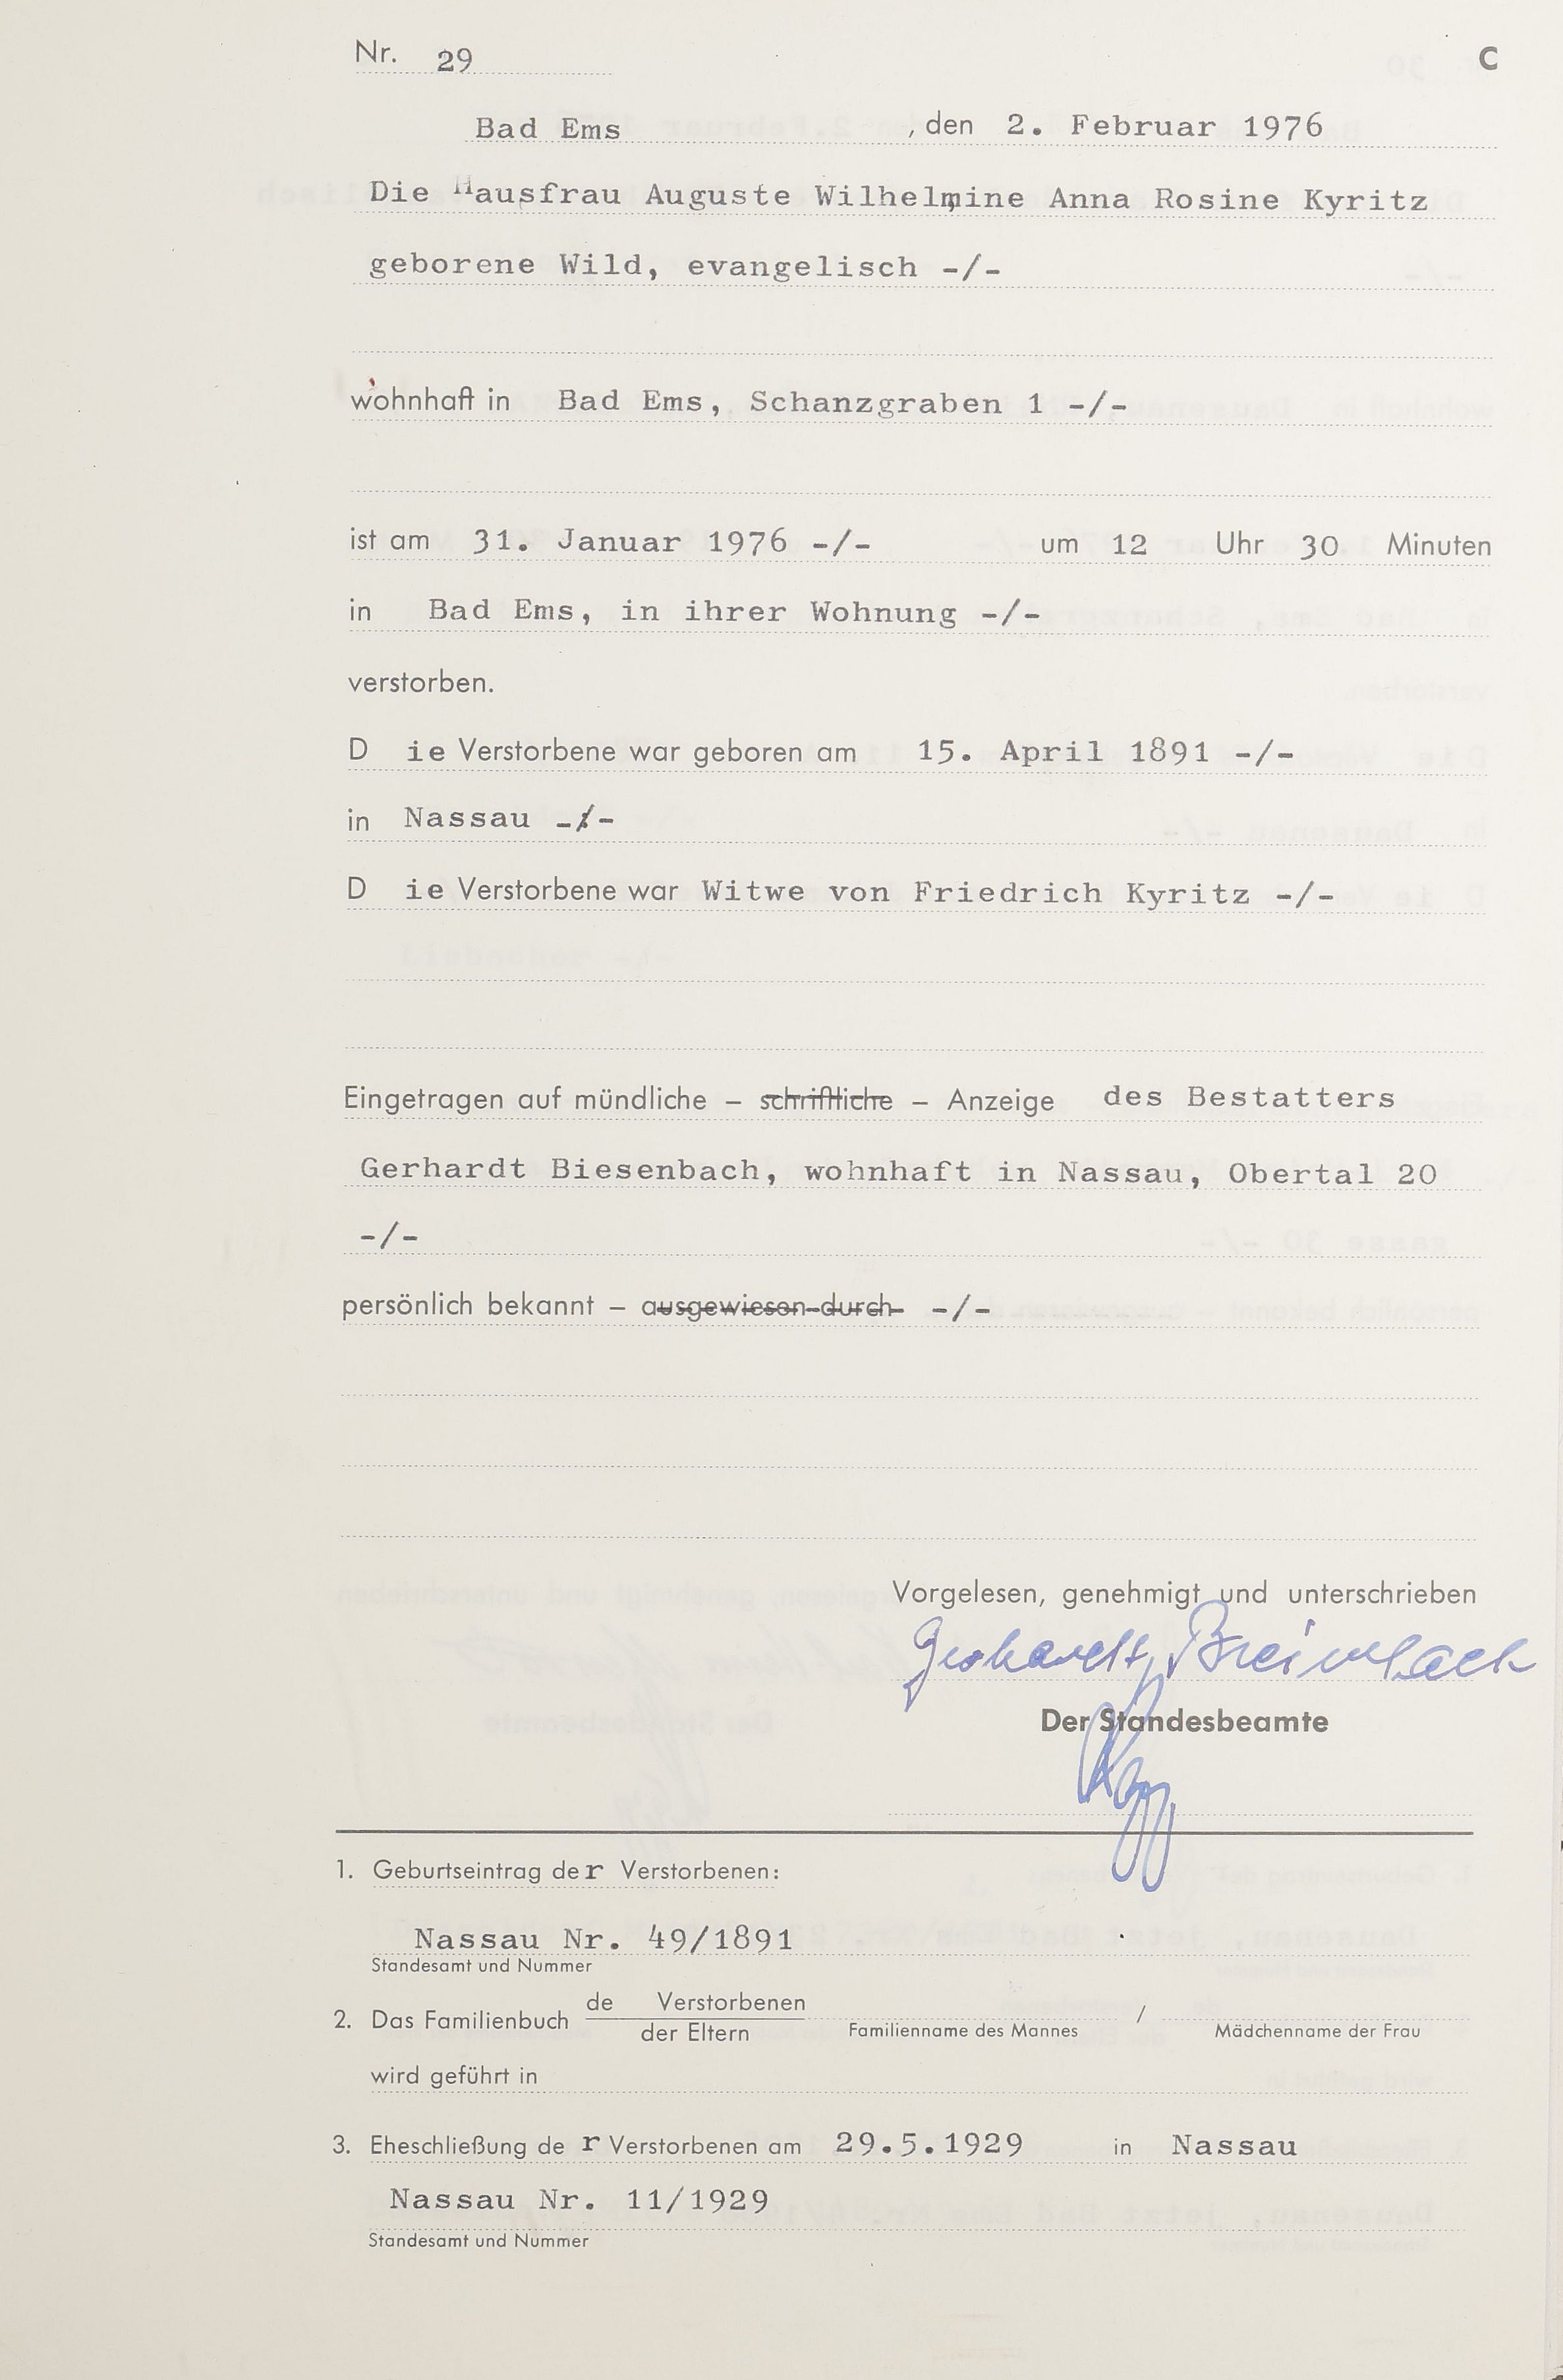 Nr. 29 C
Bad Ems , den 2. Februar 1976
Die Hausfrau Auguste Wilhelmine Anna Rosine Kyritz
geborene Wild, evangelisch -/-
wohnhaft in Bad Ems, Schanzgraben 1 -/-
ist am 31. Januar 1976 -/- um 12 Uhr 30 Minuten
in Bad Ems, in ihrer Wohnung -/-
verstorben.
D ie Verstorbene war geboren am 15. April 1891 -/-
in Nassau -/-
D ie Verstorbene war Witwe von Friedrich Kyritz -/-
Eingetragen auf mündliche – schriftliche – Anzeige des Bestatters
Gerhardt Biesenbach, wohnhaft in Nassau, Obertal 20
-/-
persönlich bekannt – ausgewiesen durch -/-
Vorgelesen, genehmigt und unterschrieben
Gerhardt
Der Standesbeamte
1. Geburtseintrag der Verstorbenen:
Nassau Nr. 49/1891
Standesamt und Nummer
2. Das Familienbuch de Verstorbenen
der Eltern
/
Familienname des Mannes Mädchenname der Frau
wird geführt in
3. Eheschließung de r Verstorbenen am 29.5.1929 in Nassau
Nassau Nr. 11/1929
Standesamt und Nummer